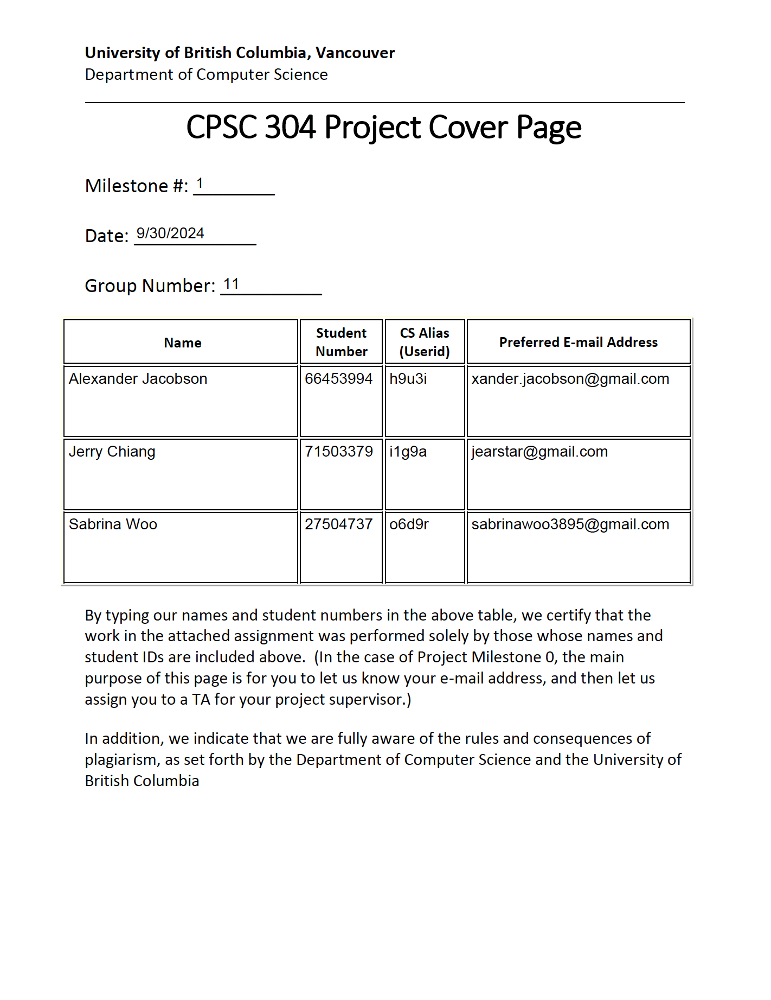 University of British Columbia, Vancouver
Department of Computer Science
CPSC 304 Project Cover Page
Milestone #: 1
Date: 9/30/2024
Group Number: 11
Name Student Number CS Alias (Userid) Preferred E-mail Address
Alexander Jacobson 66453994 h9u3i xander.jacobson@gmail.com
Jerry Chiang 71503379 i1g9a jearstar@gmail.com
Sabrina Woo 27504737 o6d9r sabrinawoo3895@gmail.com
By typing our names and student numbers in the above table, we certify that the
work in the attached assignment was performed solely by those whose names and
student IDs are included above.  (In the case of Project Milestone 0, the main
purpose of this page is for you to let us know your e-mail address, and then let us
assign you to a TA for your project supervisor.)
In addition, we indicate that we are fully aware of the rules and consequences of
plagiarism, as set forth by the Department of Computer Science and the University of
British Columbia